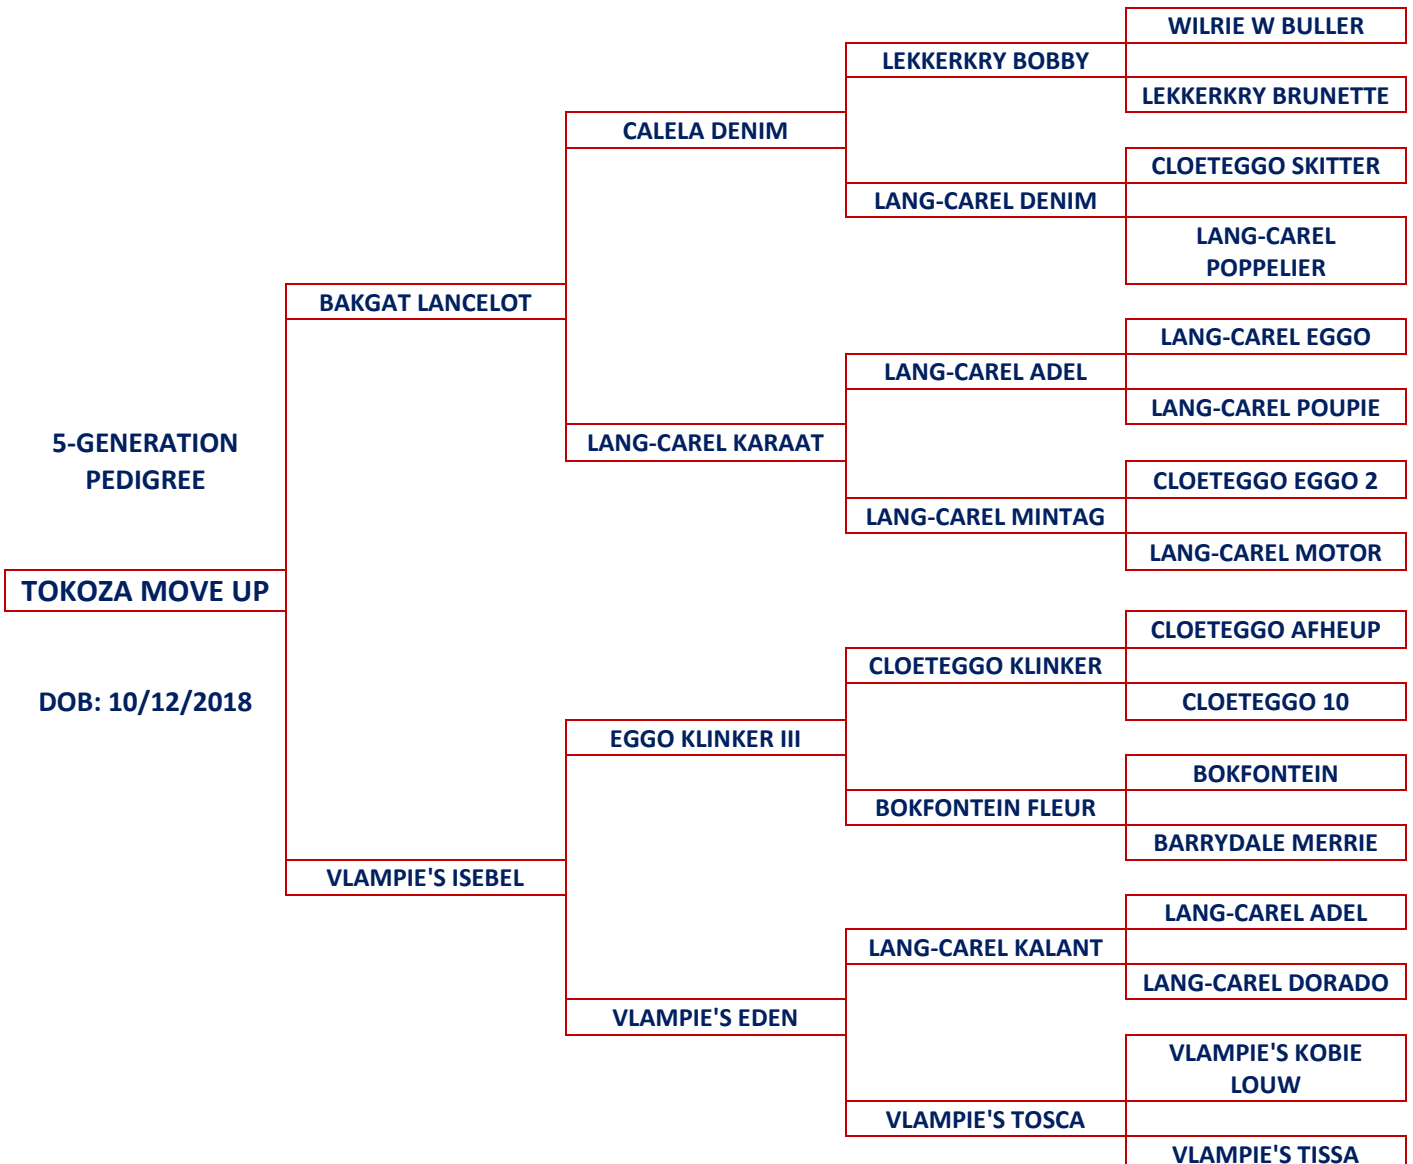 WILRIE W BULLER
LEKKERKRY BOBBY
LEKKERKRY BRUNETTE
CALELA DENIM
CLOETEGGO SKITTER
LANG-CAREL DENIM
LANG-CAREL
POPPELIER
BAKGAT LANCELOT
LANG-CAREL EGGO
LANG-CAREL ADEL
LANG-CAREL POUPIE
5-GENERATION
PEDIGREE
LANG-CAREL KARAAT
CLOETEGGO EGGO 2
LANG-CAREL MINTAG
LANG-CAREL MOTOR
TOKOZA MOVE UP
CLOETEGGO AFHEUP
CLOETEGGO KLINKER
DOB: 10/12/2018
CLOETEGGO 10
EGGO KLINKER III
BOKFONTEIN
BOKFONTEIN FLEUR
BARRYDALE MERRIE
VLAMPIE'S ISEBEL
LANG-CAREL ADEL
LANG-CAREL KALANT
LANG-CAREL DORADO
VLAMPIE'S EDEN
VLAMPIE'S KOBIE
LOUW
VLAMPIE'S TOSCA
VLAMPIE'S TISSA